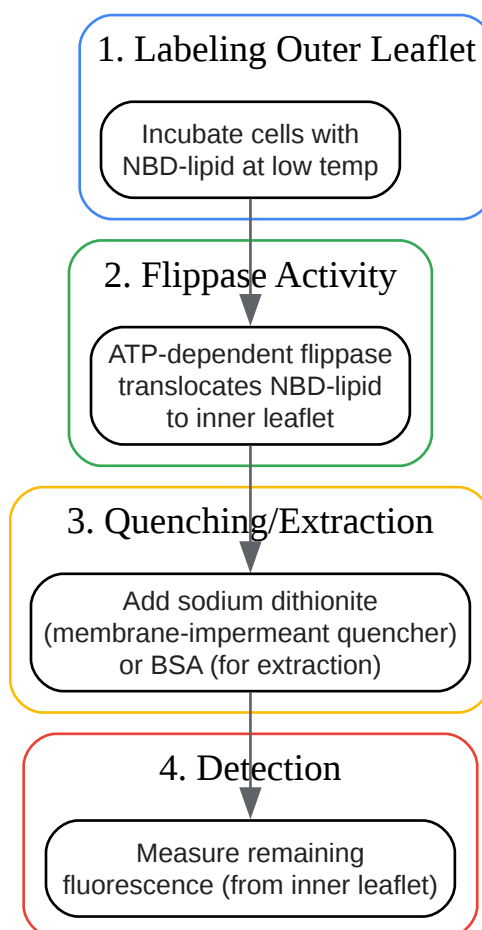 1. Labeling Outer Leaflet
Incubate cells with
NBD-lipid at low temp
2. Flippase Activity
ATP-dependent flippase
translocates NBD-lipid
to inner leaflet
3. Quenching/Extraction
Add sodium dithionite
(membrane-impermeant quencher)
or BSA (for extraction)
4. Detection
Measure remaining
fluorescence (from inner leaflet)